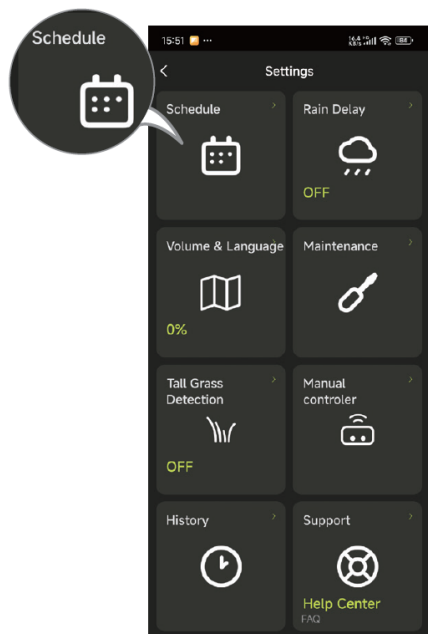 Schedule
15:51
Settings
Schedule
Rain Delay
OFF
Volume & Language
Maintenance
0%
Tall Grass
Detection
Manual
controler
OFF
History
Support
Help Center
FAQ